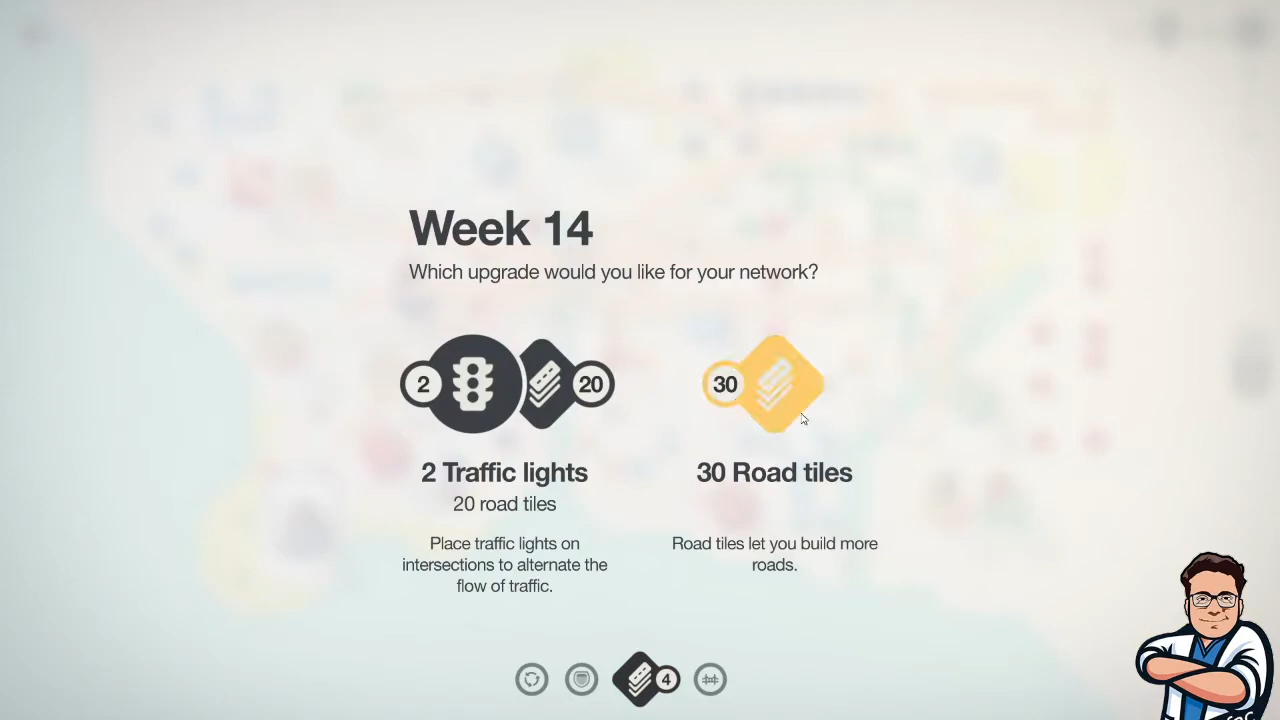 Week 14
Which upgrade would you like for your network?
2
20
30
2 Traffic lights
20 road tiles
Place traffic lights on
intersections to alternate the
flow of traffic.
30 Road tiles
Road tiles let you build more
roads.
4